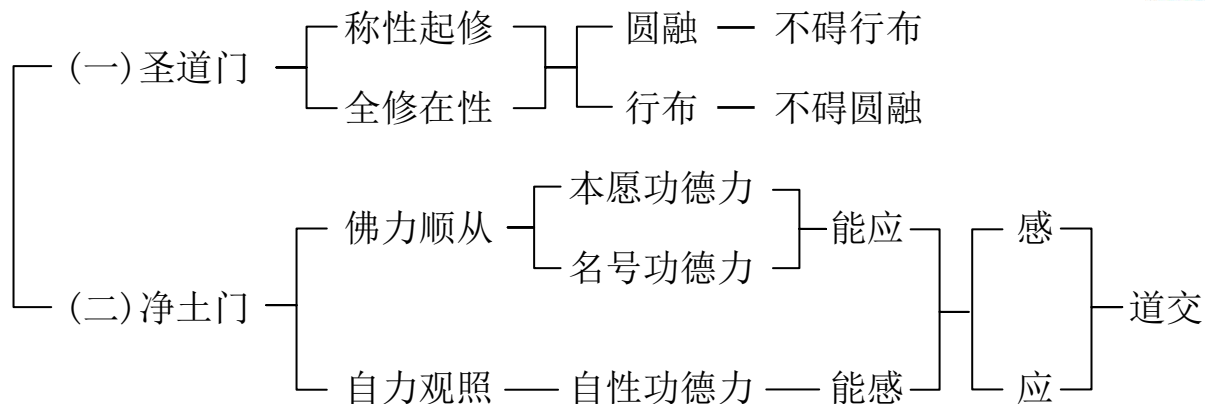 称性起修 圆融 不碍行布
(一)圣道门
全修在性 行布 不碍圆融
本愿功德力
佛力顺从 能应 感
名号功德力
(二)净土门 道交
自力观照 自性功德力 能感 应